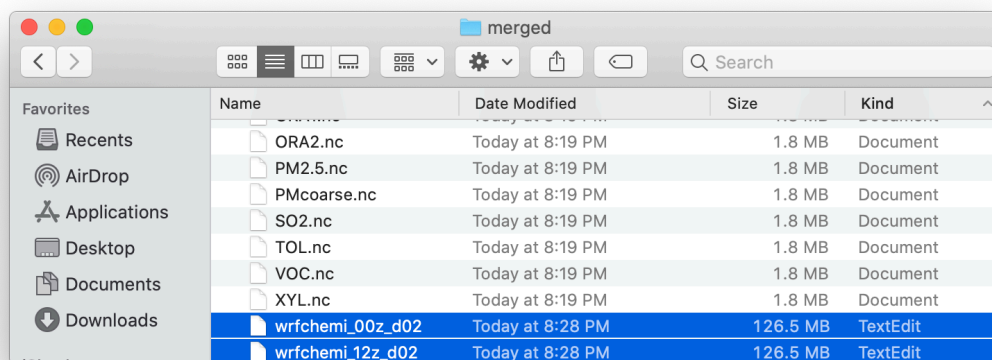 merged
Search
Name Date Modified Size Kind
Favorites
Recents
AirDrop
Applications
Desktop
Documents
Downloads
ORA2.nc Today at 8:19 PM 1.8 MB Document
PM2.5.nc Today at 8:19 PM 1.8 MB Document
PMcoarse.nc Today at 8:19 PM 1.8 MB Document
SO2.nc Today at 8:19 PM 1.8 MB Document
TOL.nc Today at 8:19 PM 1.8 MB Document
VOC.nc Today at 8:19 PM 1.8 MB Document
XYL.nc Today at 8:19 PM 1.8 MB Document
wrfchemi_00z_d02 Today at 8:28 PM 126.5 MB TextEdit
wrfchemi_12z_d02 Today at 8:28 PM 126.5 MB TextEdit